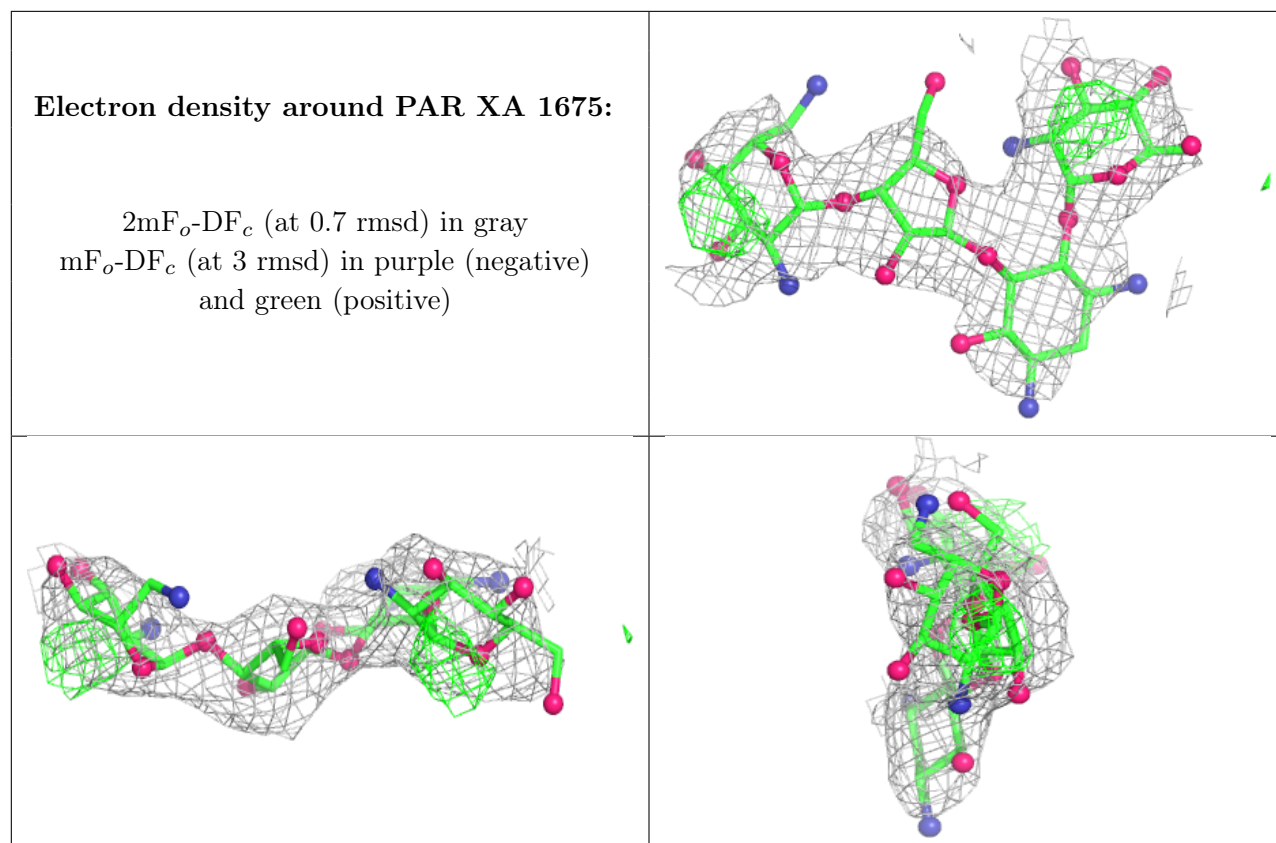 Electron density around PAR XA 1675:
2mFo-DFc (at 0.7 rmsd) in gray
mFo-DFc (at 3 rmsd) in purple (negative)
and green (positive)